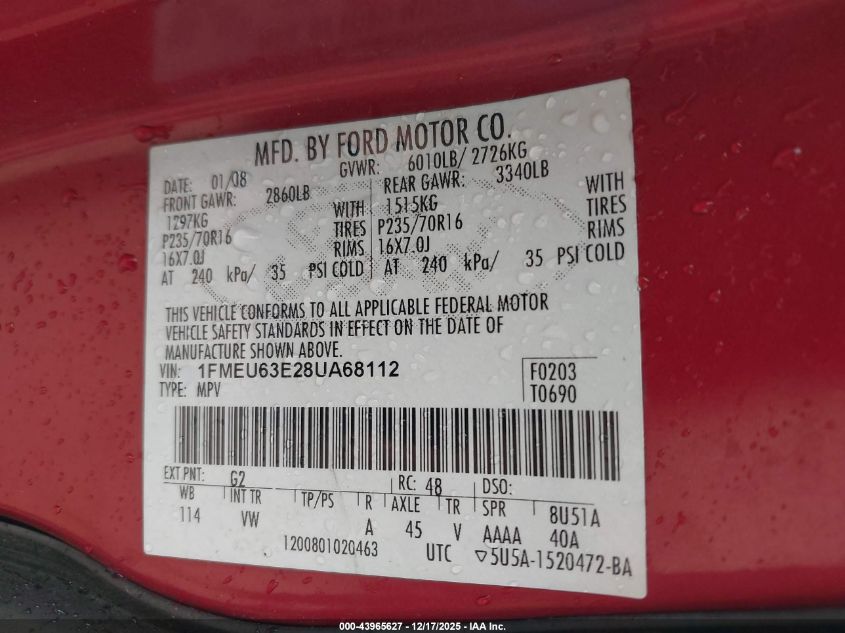 MFD. BY FORD MOTOR CO.
DATE: 01/08 GVWR: 6010LB/ 2726KG
FRONT GAWR: 2860LB REAR GAWR: 3340LB
1297KG WITH 1515KG WITH
P235/70R16 TIRES P235/70R16 TIRES
16X7.0J RIMS 16X7.0J RIMS
AT 240 kPa/ 35 PSI COLD AT 240 kPa/ 35 PSI COLD
THIS VEHICLE CONFORMS TO ALL APPLICABLE FEDERAL MOTOR
VEHICLE SAFETY STANDARDS IN EFFECT ON THE DATE OF
MANUFACTURE SHOWN ABOVE.
VIN: 1FMEU63E28UA68112 F0203
TYPE: MPV T0690
EXT PNT: G2 RC: 48 DSO:
WB INT TR TP/PS R AXLE TR SPR 8U51A
114 VW A 45 V AAAA 40A
1200801020463 UTC ▽5U5A-1520472-BA
000-43965627 - 12/17/2025 - IAA Inc.